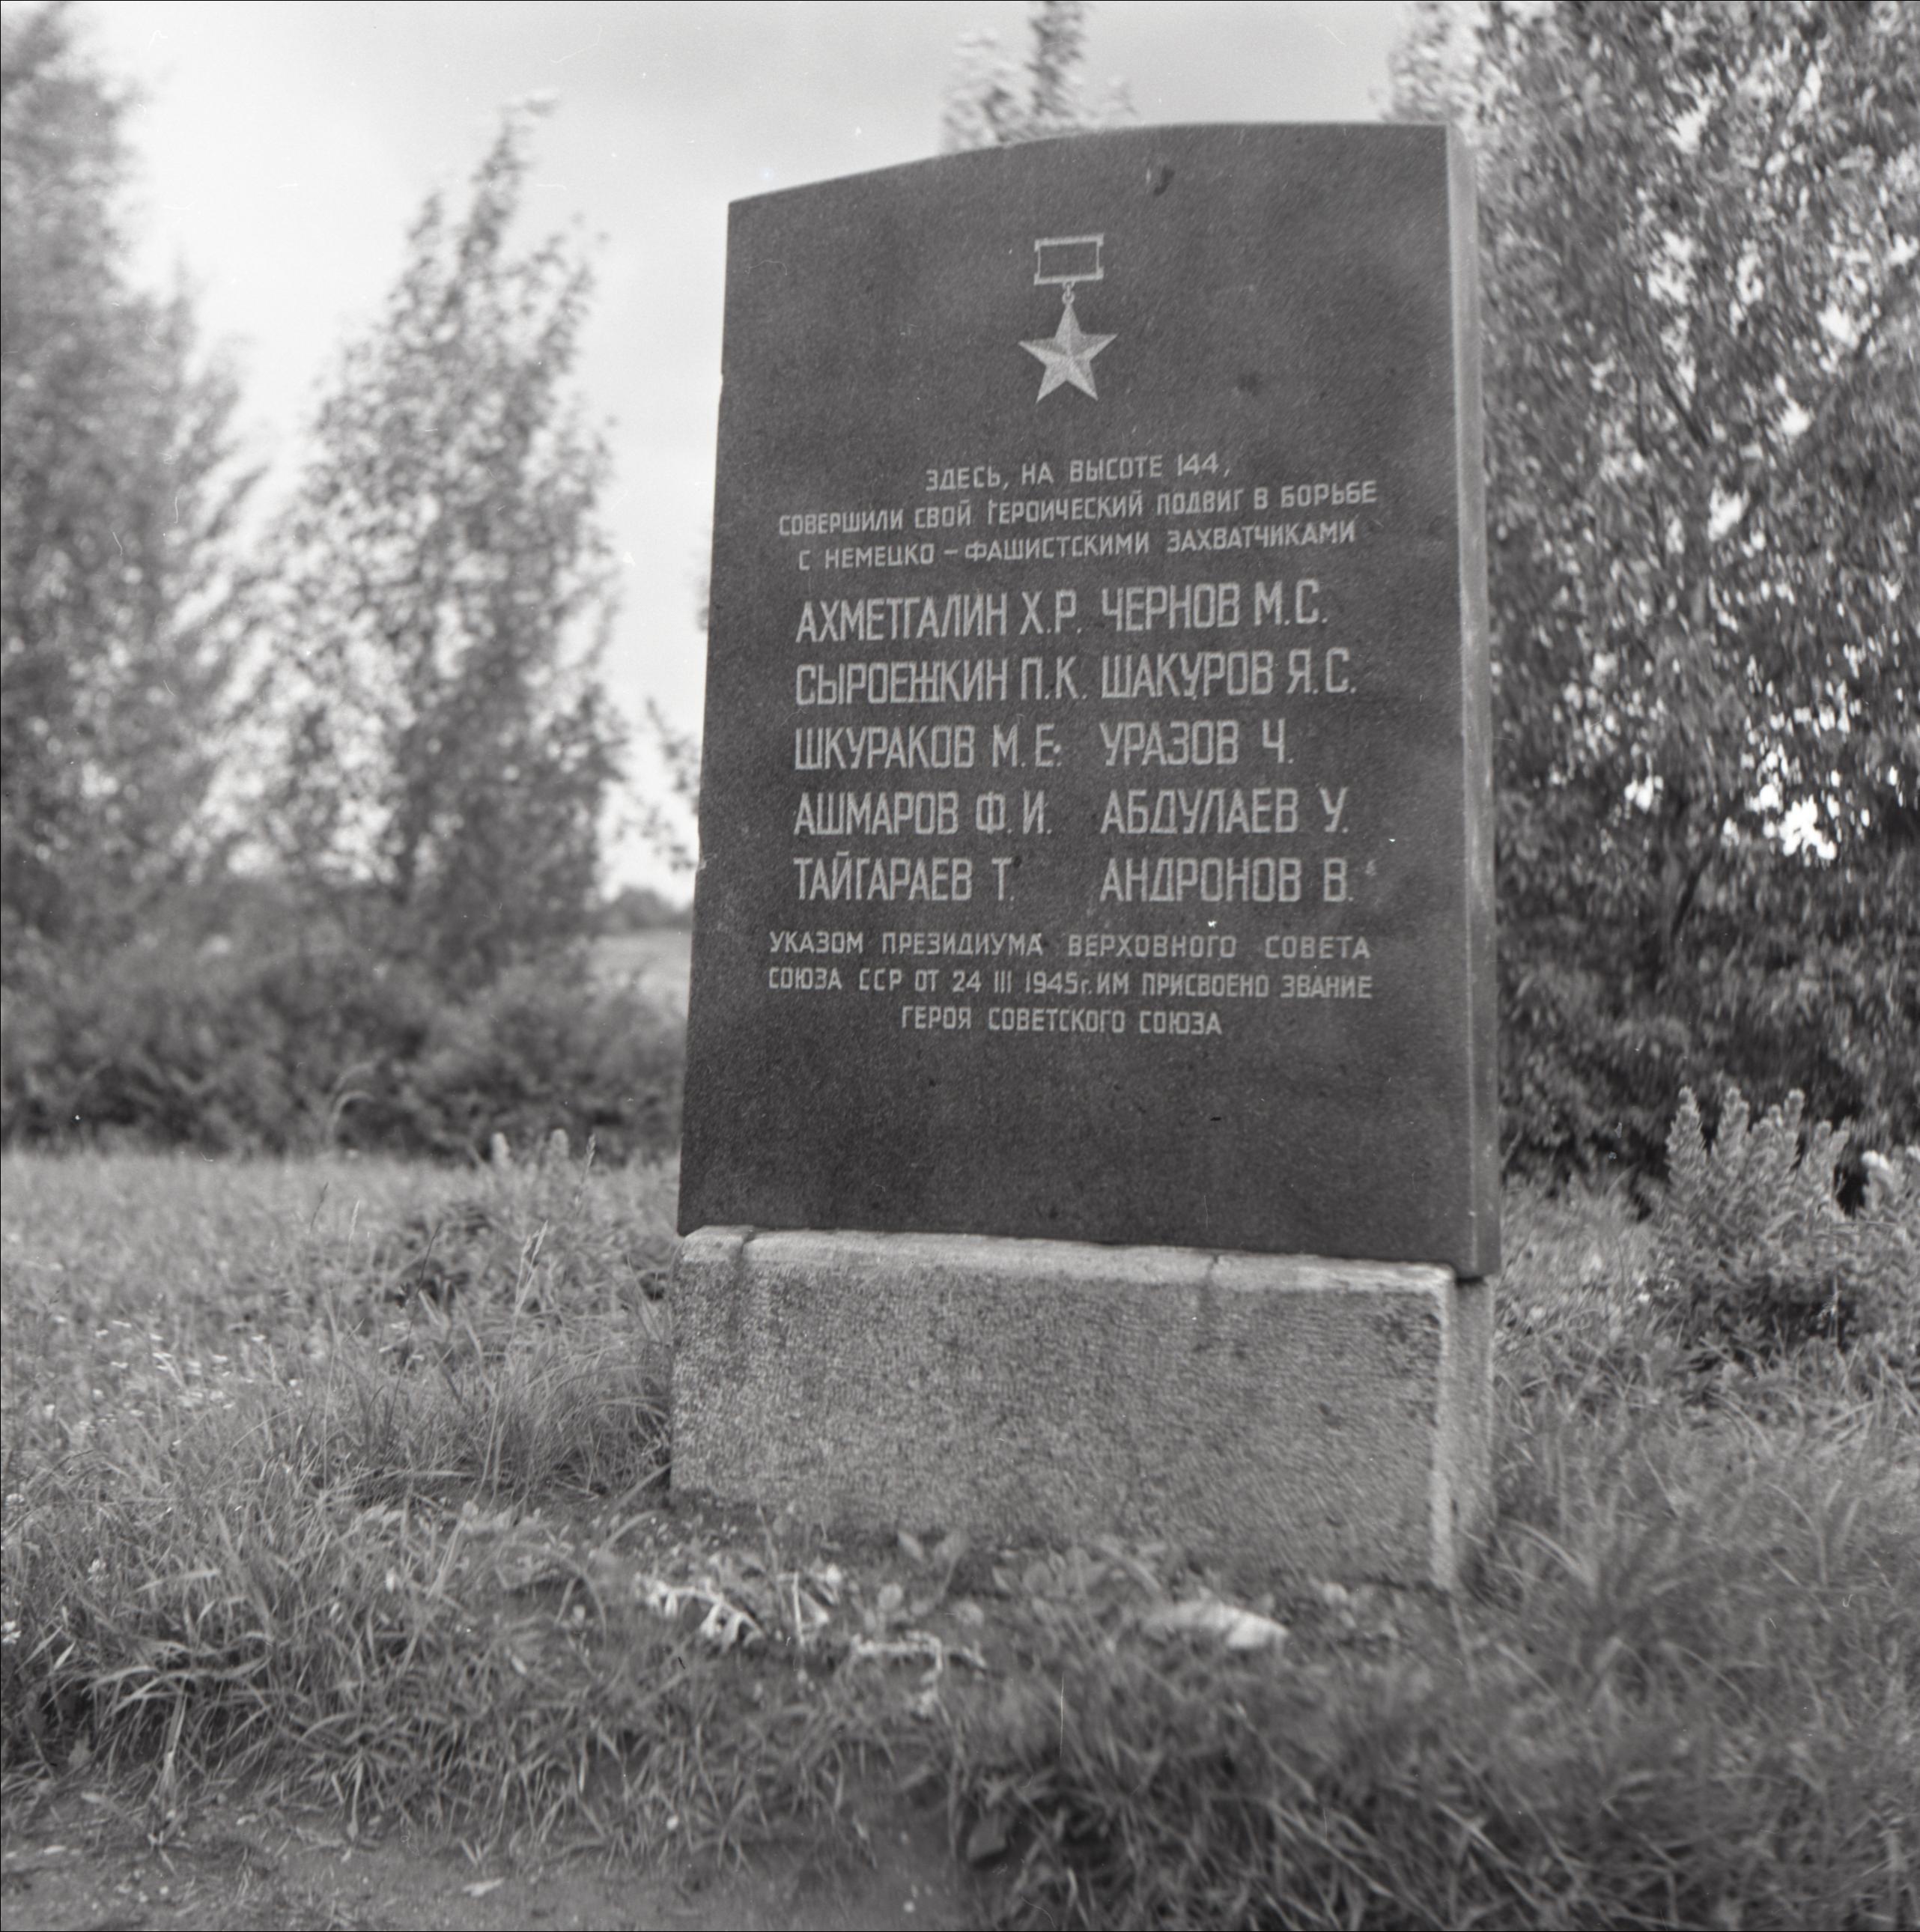 ЗДЕСЬ, НА ВЫСОТЕ 144,
СОВЕРШИЛИ СВОЙ ГЕРОИЧЕСКИЙ ПОДВИГ В БОРЬБЕ
С НЕМЕЦКО – ФАШИСТСКИМИ ЗАХВАТЧИКАМИ
АХМЕТГАЛИН Х.Р. ЧЕРНОВ М.С.
СЫРОЕЖКИН П.К. ШАКУРОВ Я.С.
ШКУРАКОВ М.Е. УРАЗОВ Ч.
АШМАРОВ Ф.И. АБДУЛАЕВ У.
ТАЙГАРАЕВ Т. АНДРОНОВ В.
УКАЗОМ ПРЕЗИДИУМА ВЕРХОВНОГО СОВЕТА
СОЮЗА ССР ОТ 24 III 1945г. ИМ ПРИСВОЕНО ЗВАНИЕ
ГЕРОЯ СОВЕТСКОГО СОЮЗА